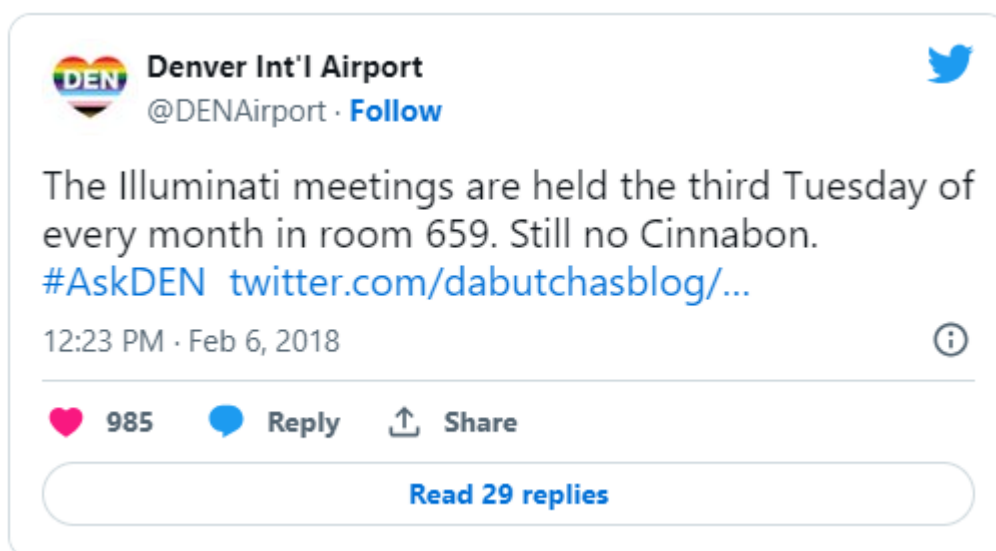 DEN
Denver Int'l Airport
@DENAirport · Follow
The Illuminati meetings are held the third Tuesday of
every month in room 659. Still no Cinnabon.
#AskDEN twitter.com/dabutchasblog/...
12:23 PM · Feb 6, 2018
985 Reply Share
Read 29 replies